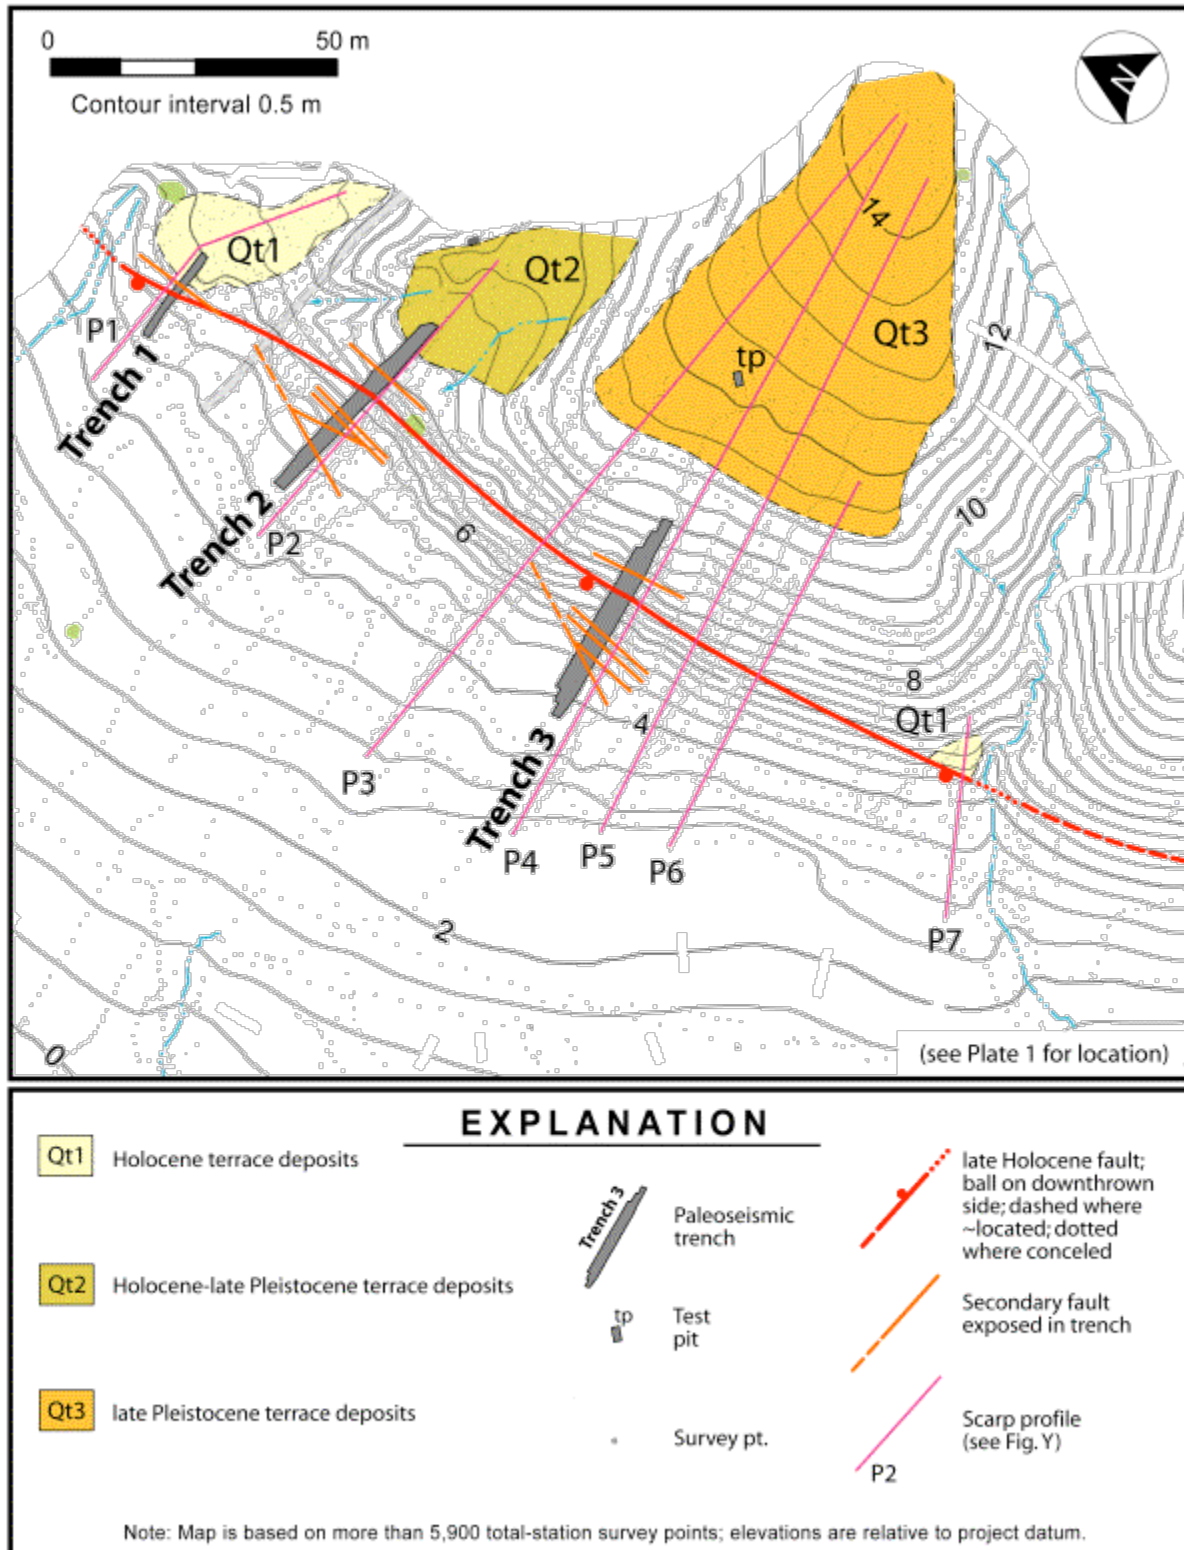 0 50 m
Contour interval 0.5 m
N
Qt1
Qt2
14
Qt3
12
tp
P1
Trench 1
Trench 2
P2
6
10
8
Qt1
4
P3
Trench 3
P4
P5
P6
P7
2
0
(see Plate 1 for location)
EXPLANATION
Qt1 Holocene terrace deposits
Qt2 Holocene-late Pleistocene terrace deposits
Qt3 late Pleistocene terrace deposits
Trench 3
Paleoseismic
trench
tp
Test
pit
Survey pt.
late Holocene fault;
ball on downthrown
side; dashed where
~located; dotted
where conceled
Secondary fault
exposed in trench
Scarp profile
(see Fig. Y)
P2
Note: Map is based on more than 5,900 total-station survey points; elevations are relative to project datum.